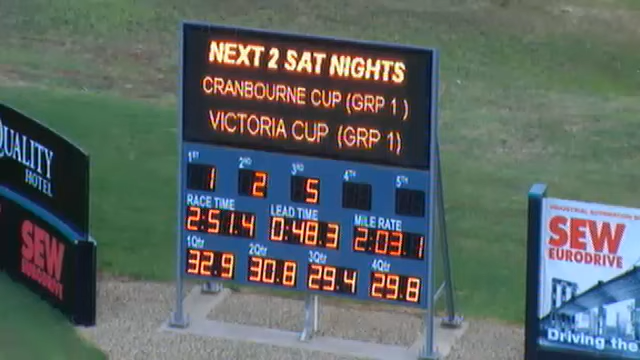 NEXT 2 SAT NIGHTS
CRANBOURNE CUP (GRP 1)
VICTORIA CUP (GRP 1)
1ST 2ND 3RD 4TH 5TH
1 2 5
RACE TIME LEAD TIME MILE RATE
2:51.4 0:48.3 2:03.1
1Qtr 2Qtr 3Qtr 4Qtr
32.9 30.8 29.4 29.8
QUALITY
HOTEL
SEW
EURODRIVE
INDUSTRIAL AUTOMATION
SEW
EURODRIVE
Driving the